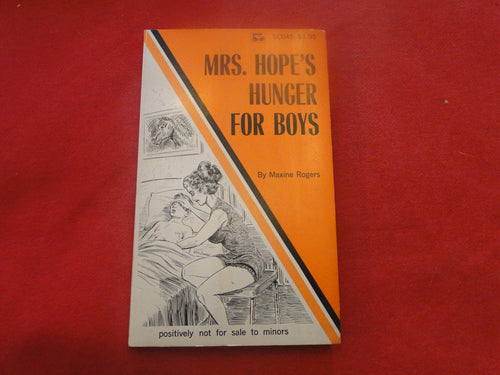 MRS. HOPE'S
HUNGER
FOR BOYS
By Maxine Rogers
positively not for sale to minors